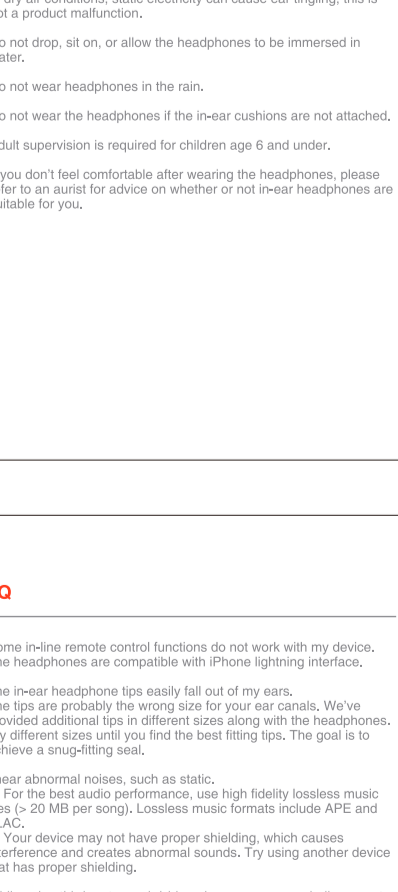 dry air conditions, static electricity can cause ear tingling, this is
ot a product malfunction.
o not drop, sit on, or allow the headphones to be immersed in
ater.
o not wear headphones in the rain.
o not wear the headphones if the in-ear cushions are not attached.
dult supervision is required for children age 6 and under.
you don't feel comfortable after wearing the headphones, please
fer to an aurist for advice on whether or not in-ear headphones are
uitable for you.
Q
ome in-line remote control functions do not work with my device.
he headphones are compatible with iPhone lightning interface.
he in-ear headphone tips easily fall out of my ears.
he tips are probably the wrong size for your ear canals. We've
ovided additional tips in different sizes along with the headphones.
y different sizes until you find the best fitting tips. The goal is to
chieve a snug-fitting seal.
hear abnormal noises, such as static.
For the best audio performance, use high fidelity lossless music
es (> 20 MB per song). Lossless music formats include APE and
LAC.
Your device may not have proper shielding, which causes
terference and creates abnormal sounds. Try using another device
at has proper shielding.